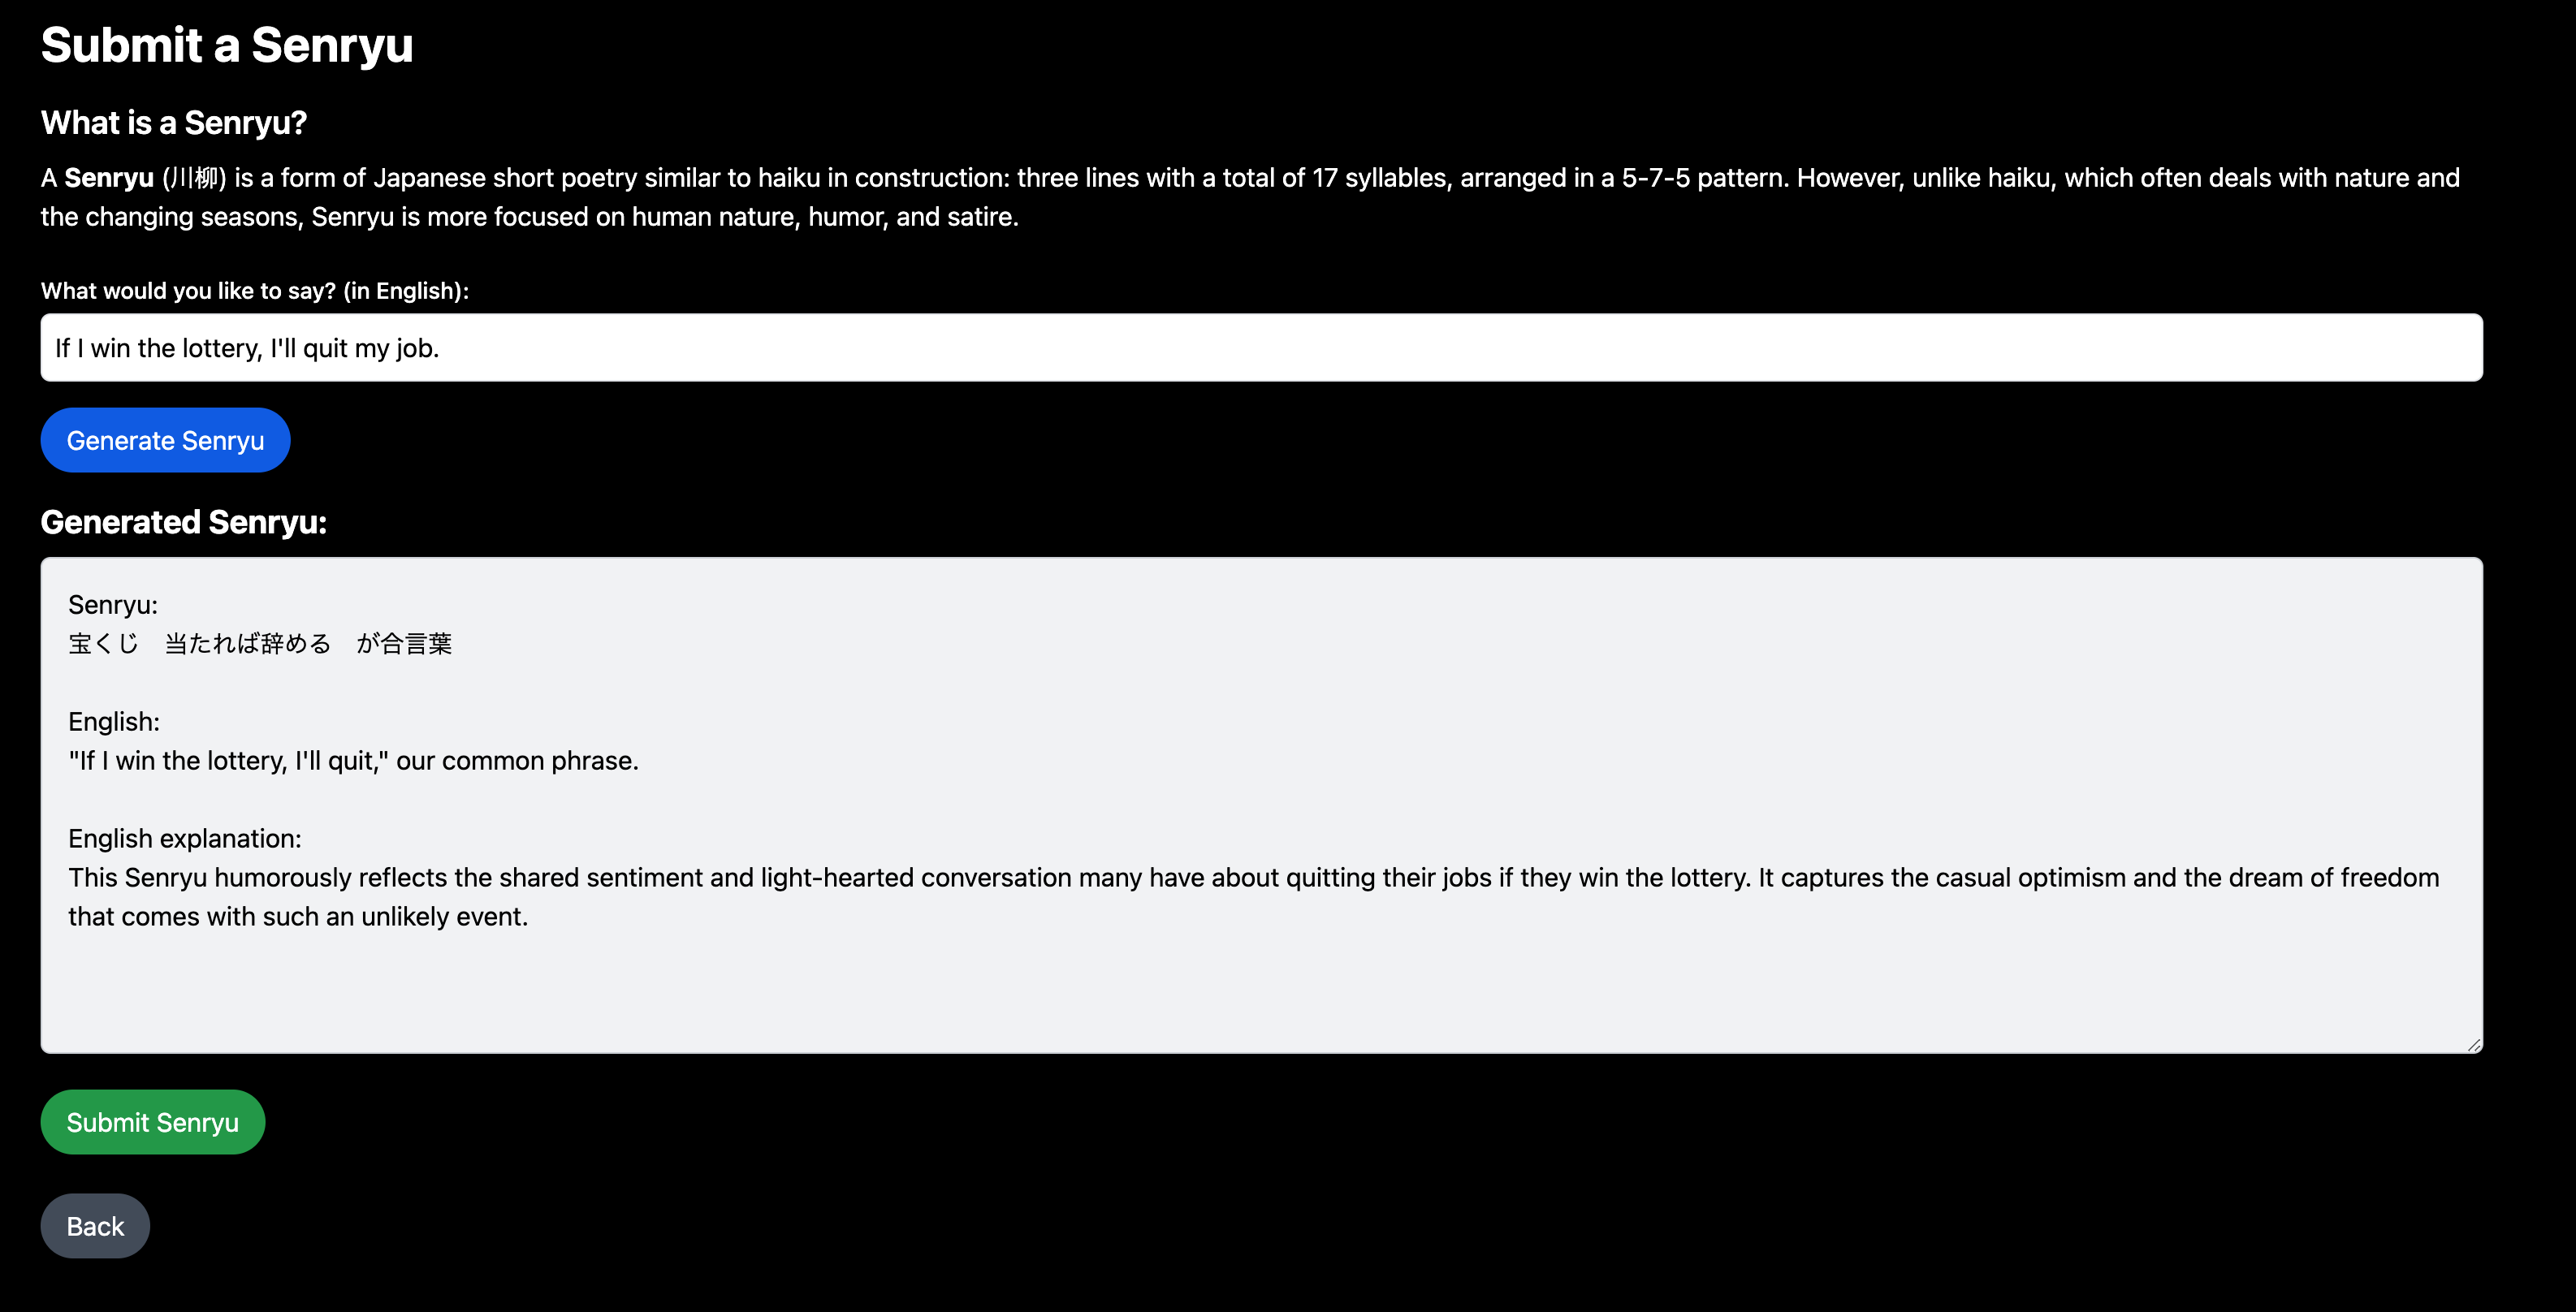 Submit a Senryu
What is a Senryu?
A Senryu (川柳) is a form of Japanese short poetry similar to haiku in construction: three lines with a total of 17 syllables, arranged in a 5-7-5 pattern. However, unlike haiku, which often deals with nature and
the changing seasons, Senryu is more focused on human nature, humor, and satire.
What would you like to say? (in English):
If I win the lottery, I'll quit my job.
Generate Senryu
Generated Senryu:
Senryu:
宝くじ　当たれば辞める　が合言葉
English:
"If I win the lottery, I'll quit," our common phrase.
English explanation:
This Senryu humorously reflects the shared sentiment and light-hearted conversation many have about quitting their jobs if they win the lottery. It captures the casual optimism and the dream of freedom
that comes with such an unlikely event.
Submit Senryu
Back